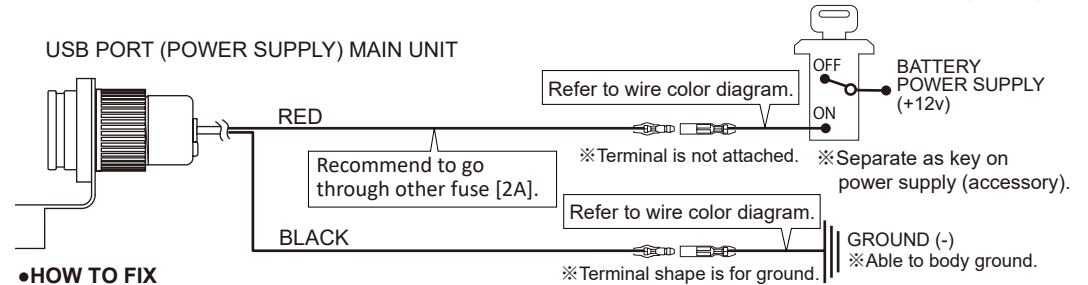 USB PORT (POWER SUPPLY) MAIN UNIT
OFF
BATTERY
POWER SUPPLY
(+12v)
Refer to wire color diagram.
ON
RED
※Terminal is not attached.
※Separate as key on
power supply (accessory).
Recommend to go
through other fuse [2A].
Refer to wire color diagram.
BLACK
GROUND (-)
※Able to body ground.
※Terminal shape is for ground.
●HOW TO FIX